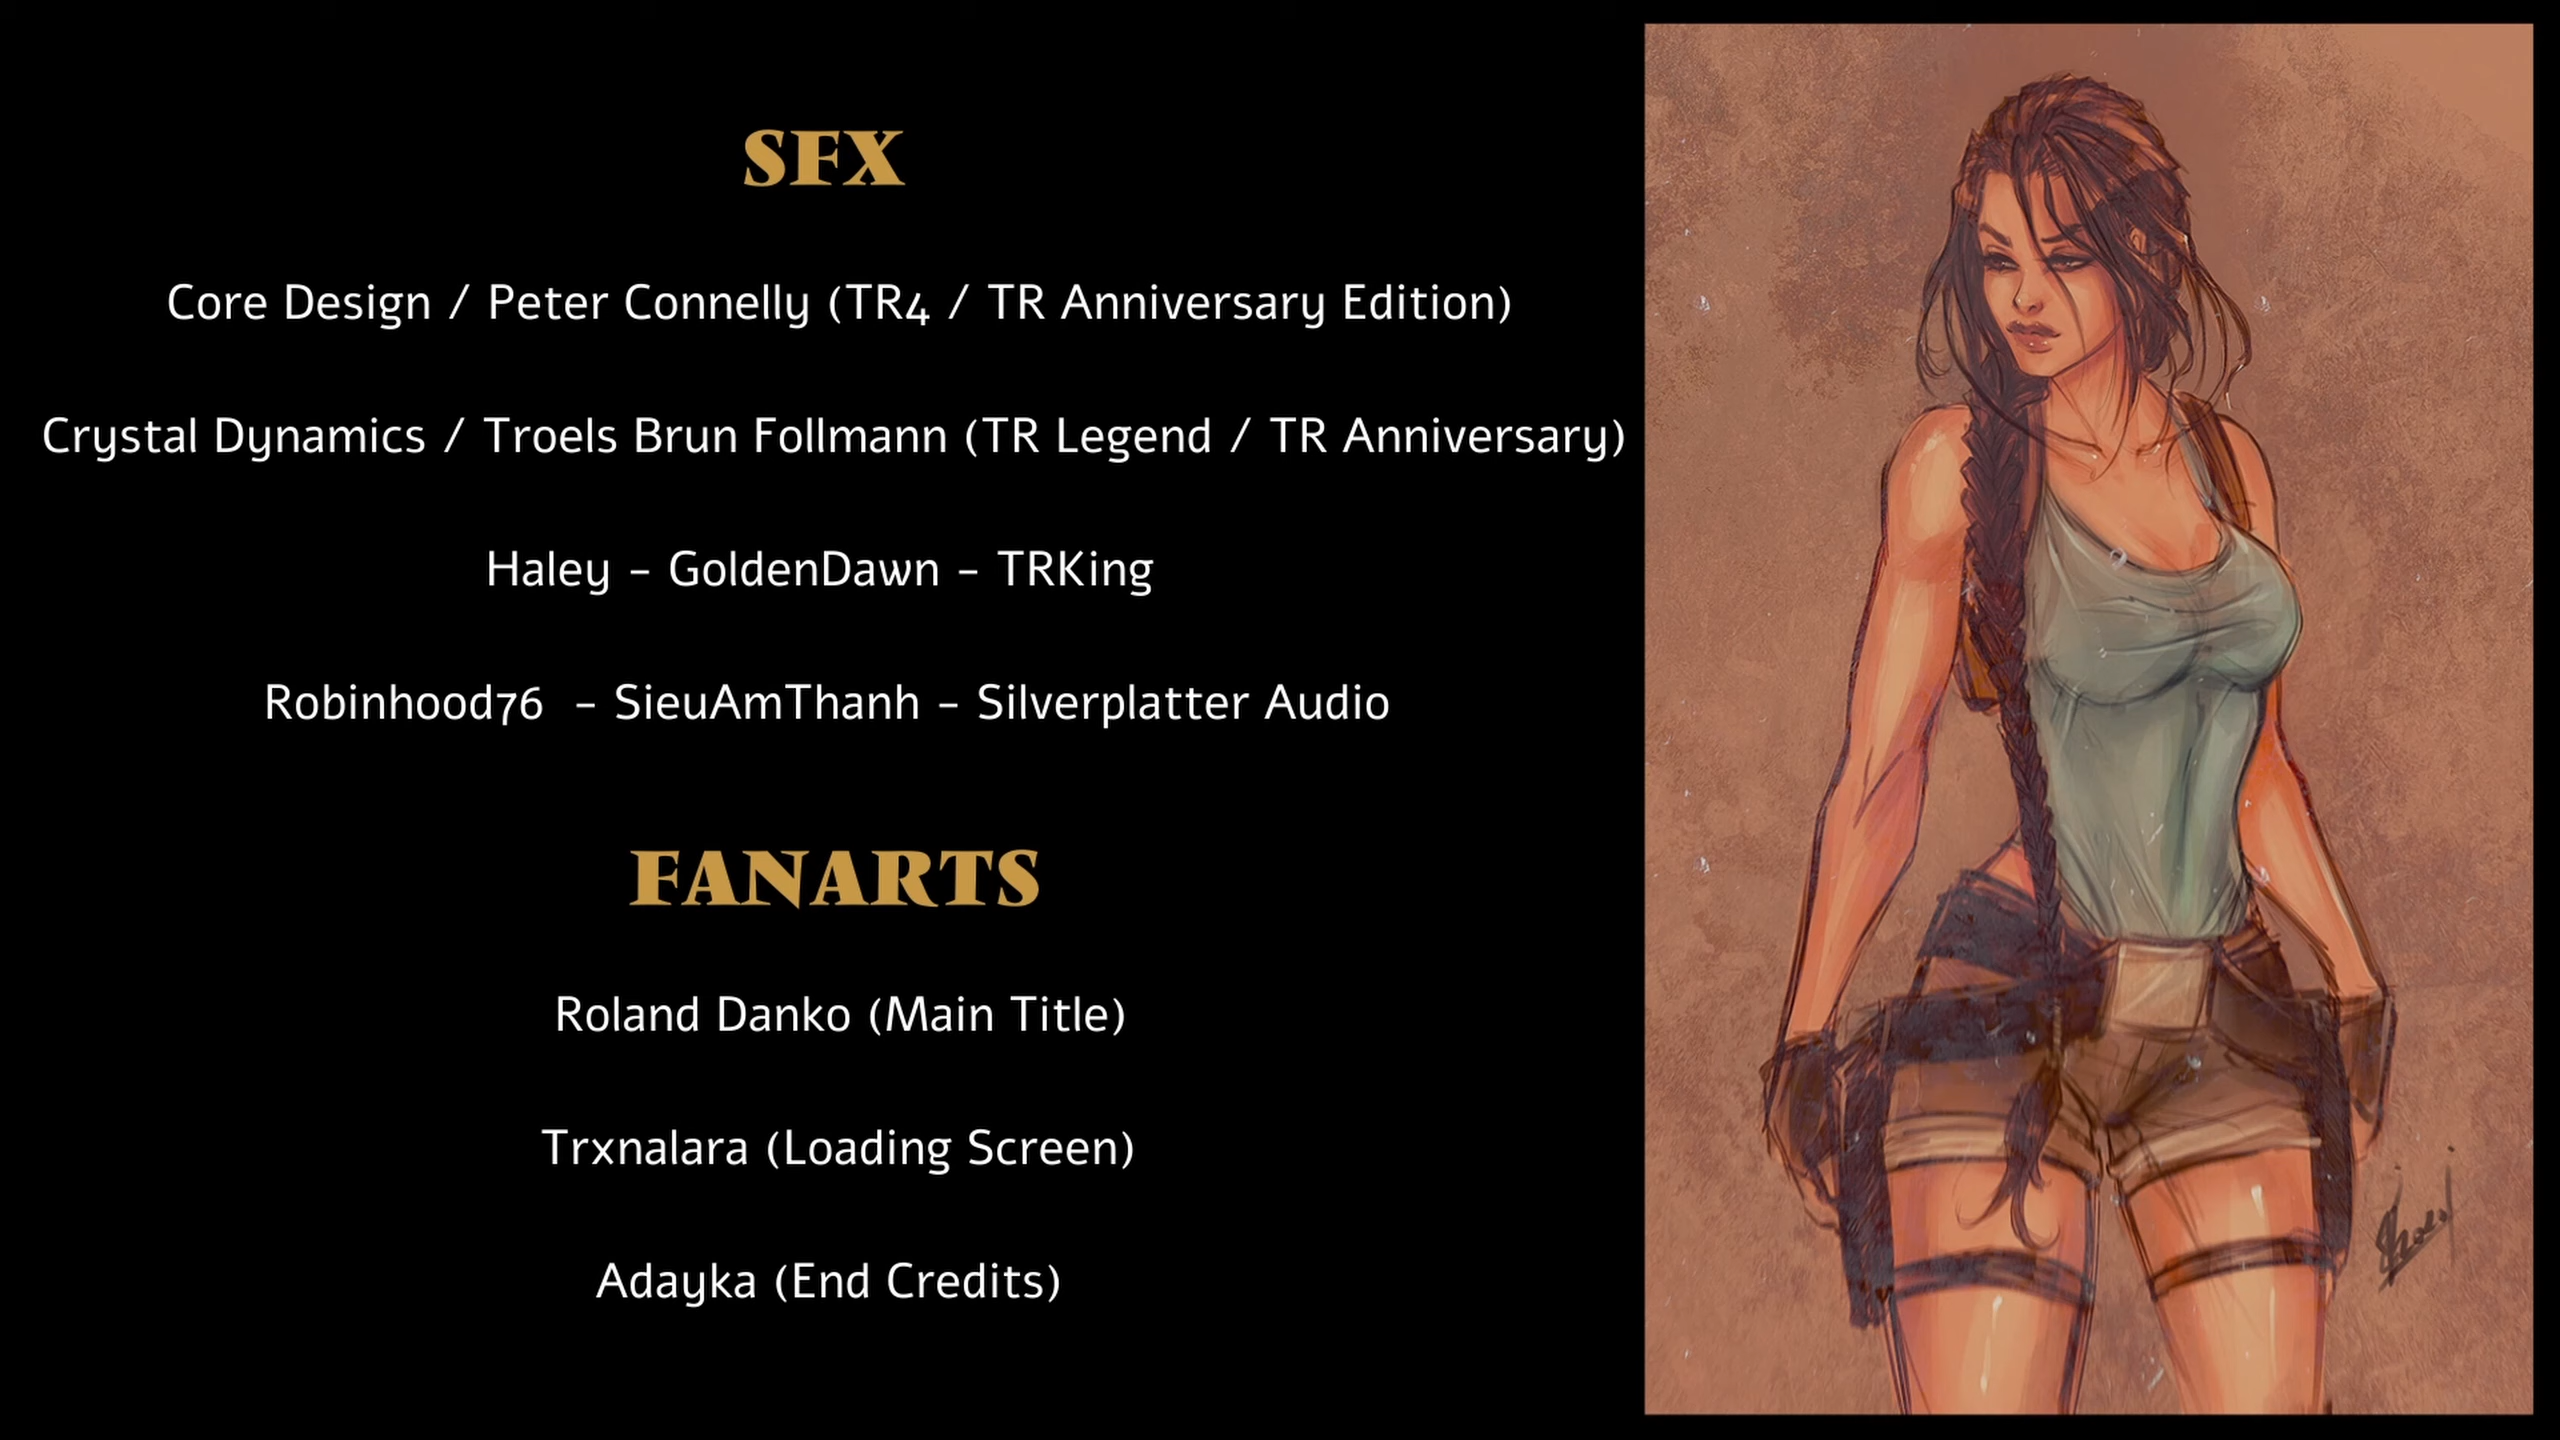 SFX
Core Design / Peter Connelly (TR4 / TR Anniversary Edition)
Crystal Dynamics / Troels Brun Follmann (TR Legend / TR Anniversary)
Haley - GoldenDawn - TRKing
Robinhood76 - SieuAmThanh - Silverplatter Audio
FANARTS
Roland Danko (Main Title)
Trxnalara (Loading Screen)
Adayka (End Credits)